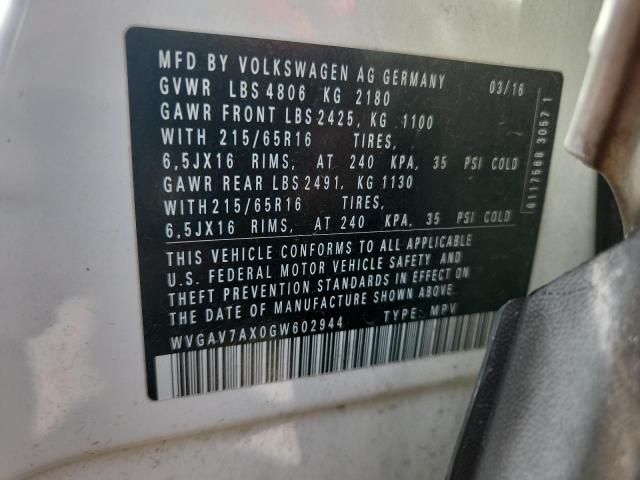 MFD BY VOLKSWAGEN AG GERMANY 03/16
GVWR LBS 4806 KG 2180
GAWR FRONT LBS 2425, KG 1100
WITH 215/65R16 TIRES,
6,5JX16 RIMS, AT 240 KPA, 35 PSI COLD
GAWR REAR LBS 2491, KG 1130
WITH 215/65R16 TIRES,
6,5JX16 RIMS, AT 240 KPA, 35 PSI COLD
THIS VEHICLE CONFORMS TO ALL APPLICABLE
U.S. FEDERAL MOTOR VEHICLE SAFETY AND
THEFT PREVENTION STANDARDS IN EFFECT ON
THE DATE OF MANUFACTURE SHOWN ABOVE.
WVGAV7AX0GW602944 TYPE: MPV
6117588 3057 1